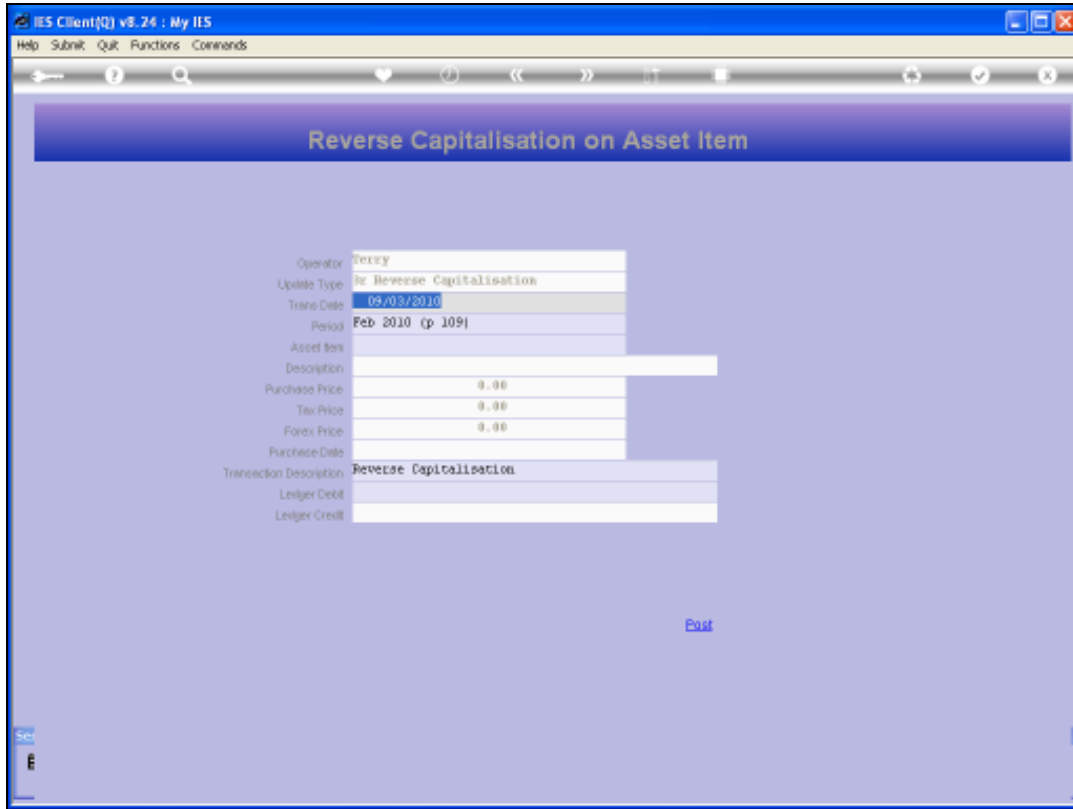 IES Client(Q) v8.24 : My IES
Help Submit Quit Functions Commands
Reverse Capitalisation on Asset Item
Operator Terry
Update Type 3r Reverse Capitalisation
Trans Date 09/03/2010
Period Feb 2010 (p 109)
Asset Item
Description
Purchase Price 0.00
Tax Price 0.00
Forex Price 0.00
Purchase Date
Transaction Description Reverse Capitalisation
Ledger Debit
Ledger Credit
Post